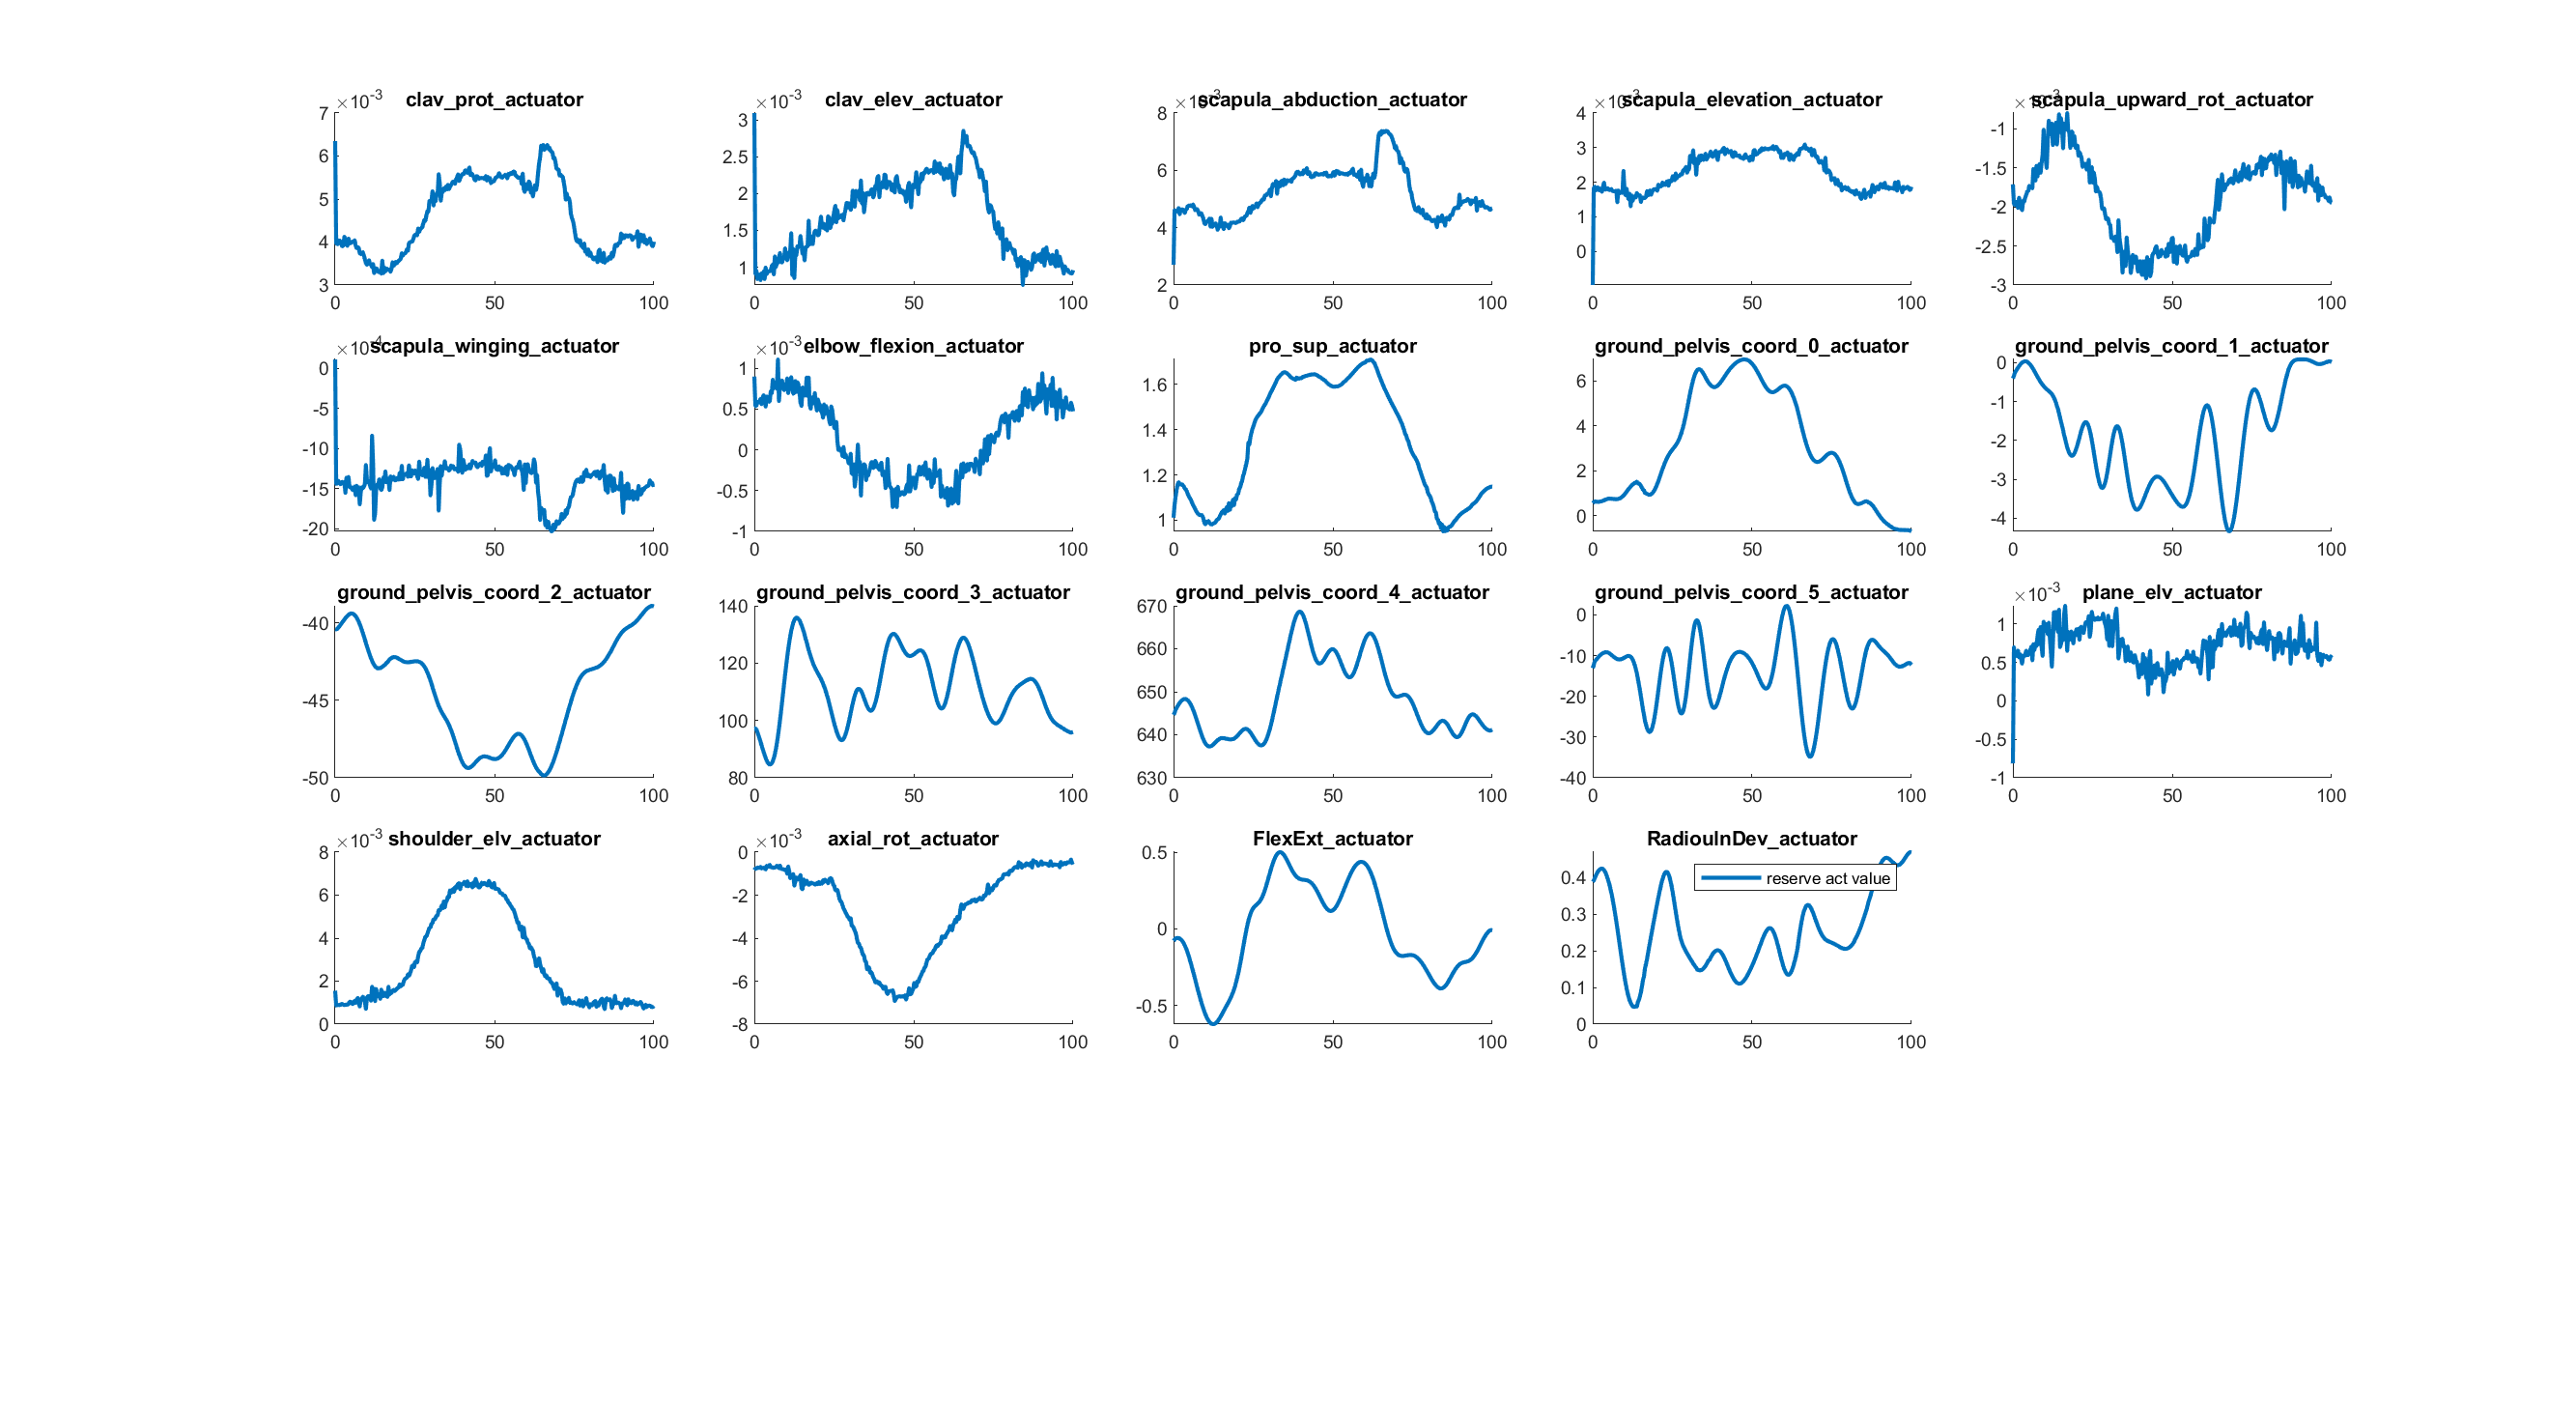 clav_prot_actuator
×10-3
7
6
5
4
3
0 50 100
clav_elev_actuator
×10-3
3
2.5
2
1.5
1
0 50 100
scapula_abduction_actuator
×10-3
8
6
4
2
0 50 100
scapula_elevation_actuator
×10-3
4
3
2
1
0
0 50 100
scapula_upward_rot_actuator
×10-3
-1
-1.5
-2
-2.5
-3
0 50 100
scapula_winging_actuator
×10-4
0
-5
-10
-15
-20
0 50 100
elbow_flexion_actuator
×10-3
1
0.5
0
-0.5
-1
0 50 100
pro_sup_actuator
1.6
1.4
1.2
1
0 50 100
ground_pelvis_coord_0_actuator
6
4
2
0
0 50 100
ground_pelvis_coord_1_actuator
0
-1
-2
-3
-4
0 50 100
ground_pelvis_coord_2_actuator
-40
-45
-50
0 50 100
ground_pelvis_coord_3_actuator
140
120
100
80
0 50 100
ground_pelvis_coord_4_actuator
670
660
650
640
630
0 50 100
ground_pelvis_coord_5_actuator
0
-10
-20
-30
-40
0 50 100
plane_elv_actuator
×10-3
1
0.5
0
-0.5
-1
0 50 100
shoulder_elv_actuator
×10-3
8
6
4
2
0
0 50 100
axial_rot_actuator
×10-3
0
-2
-4
-6
-8
0 50 100
FlexExt_actuator
0.5
0
-0.5
0 50 100
RadioulnDev_actuator
reserve act value
0.4
0.3
0.2
0.1
0
0 50 100